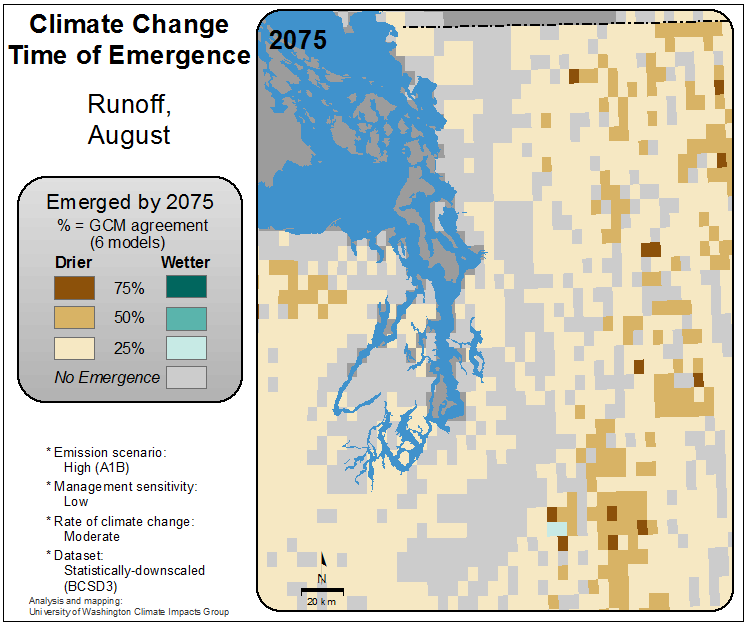 Climate Change
Time of Emergence
Runoff,
August
Emerged by 2075
% = GCM agreement
(6 models)
Drier Wetter
75%
50%
25%
No Emergence
* Emission scenario:
High (A1B)
* Management sensitivity:
Low
* Rate of climate change:
Moderate
* Dataset:
Statistically-downscaled
(BCSD3)
Analysis and mapping:
University of Washington Climate Impacts Group
2075
N
20 km